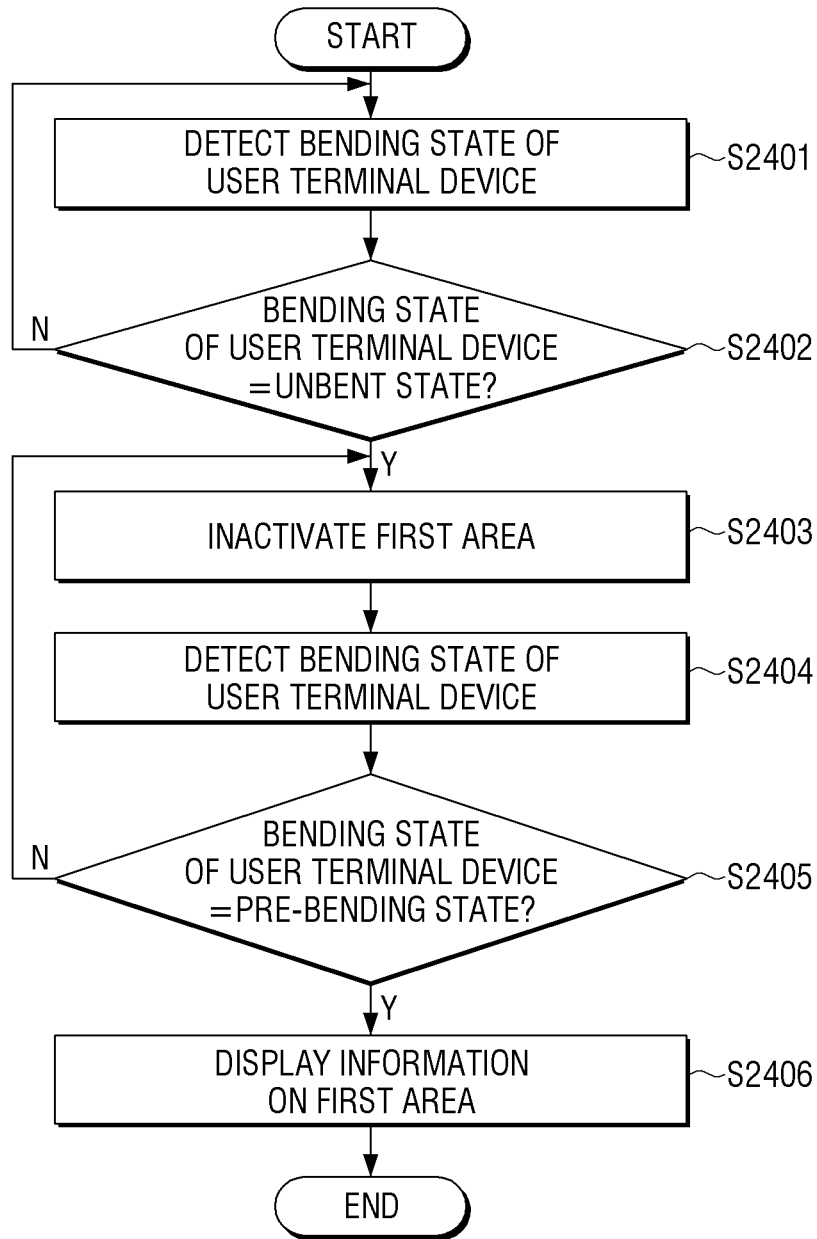 START
DETECT BENDING STATE OF
USER TERMINAL DEVICE
S2401
BENDING STATE
OF USER TERMINAL DEVICE
=UNBENT STATE?
S2402
N
Y
INACTIVATE FIRST AREA
S2403
DETECT BENDING STATE OF
USER TERMINAL DEVICE
S2404
BENDING STATE
OF USER TERMINAL DEVICE
=PRE-BENDING STATE?
S2405
N
Y
DISPLAY INFORMATION
ON FIRST AREA
S2406
END